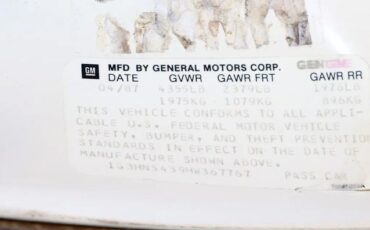 GM MFD BY GENERAL MOTORS CORP.
DATE GVWR GAWR FRT GAWR RR
04/87 4355LB 2379LB 1976LB
1975KG 1079KG 896KG
THIS VEHICLE CONFORMS TO ALL APPLI-
CABLE U.S. FEDERAL MOTOR VEHICLE
SAFETY, BUMPER, AND THEFT PREVENTION
STANDARDS IN EFFECT ON THE DATE OF
MANUFACTURE SHOWN ABOVE.
PASS.CAR